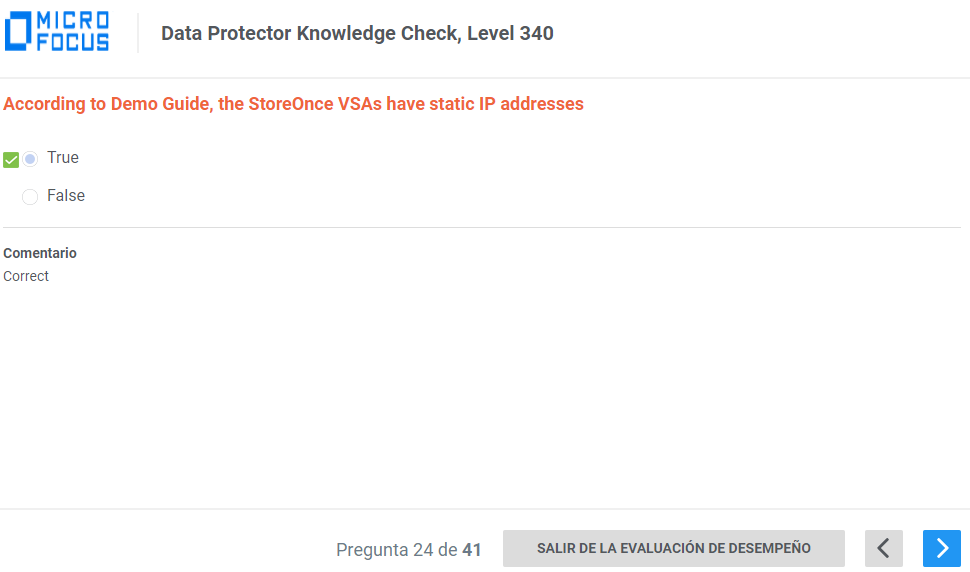 MICRO
FOCUS
Data Protector Knowledge Check, Level 340
According to Demo Guide, the StoreOnce VSAs have static IP addresses
True
False
Comentario
Correct
Pregunta 24 de 41
SALIR DE LA EVALUACIÓN DE DESEMPEÑO